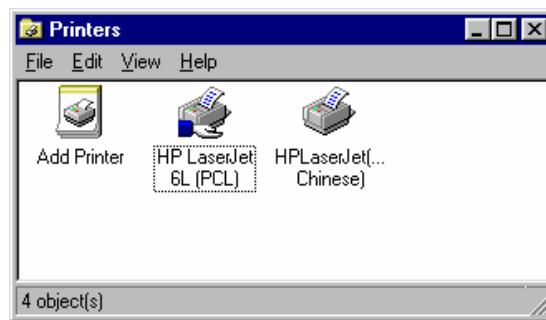 Printers
File Edit View Help
Add Printer
HP LaserJet
6L (PCL)
HPLaserJet(...
Chinese)
4 object(s)